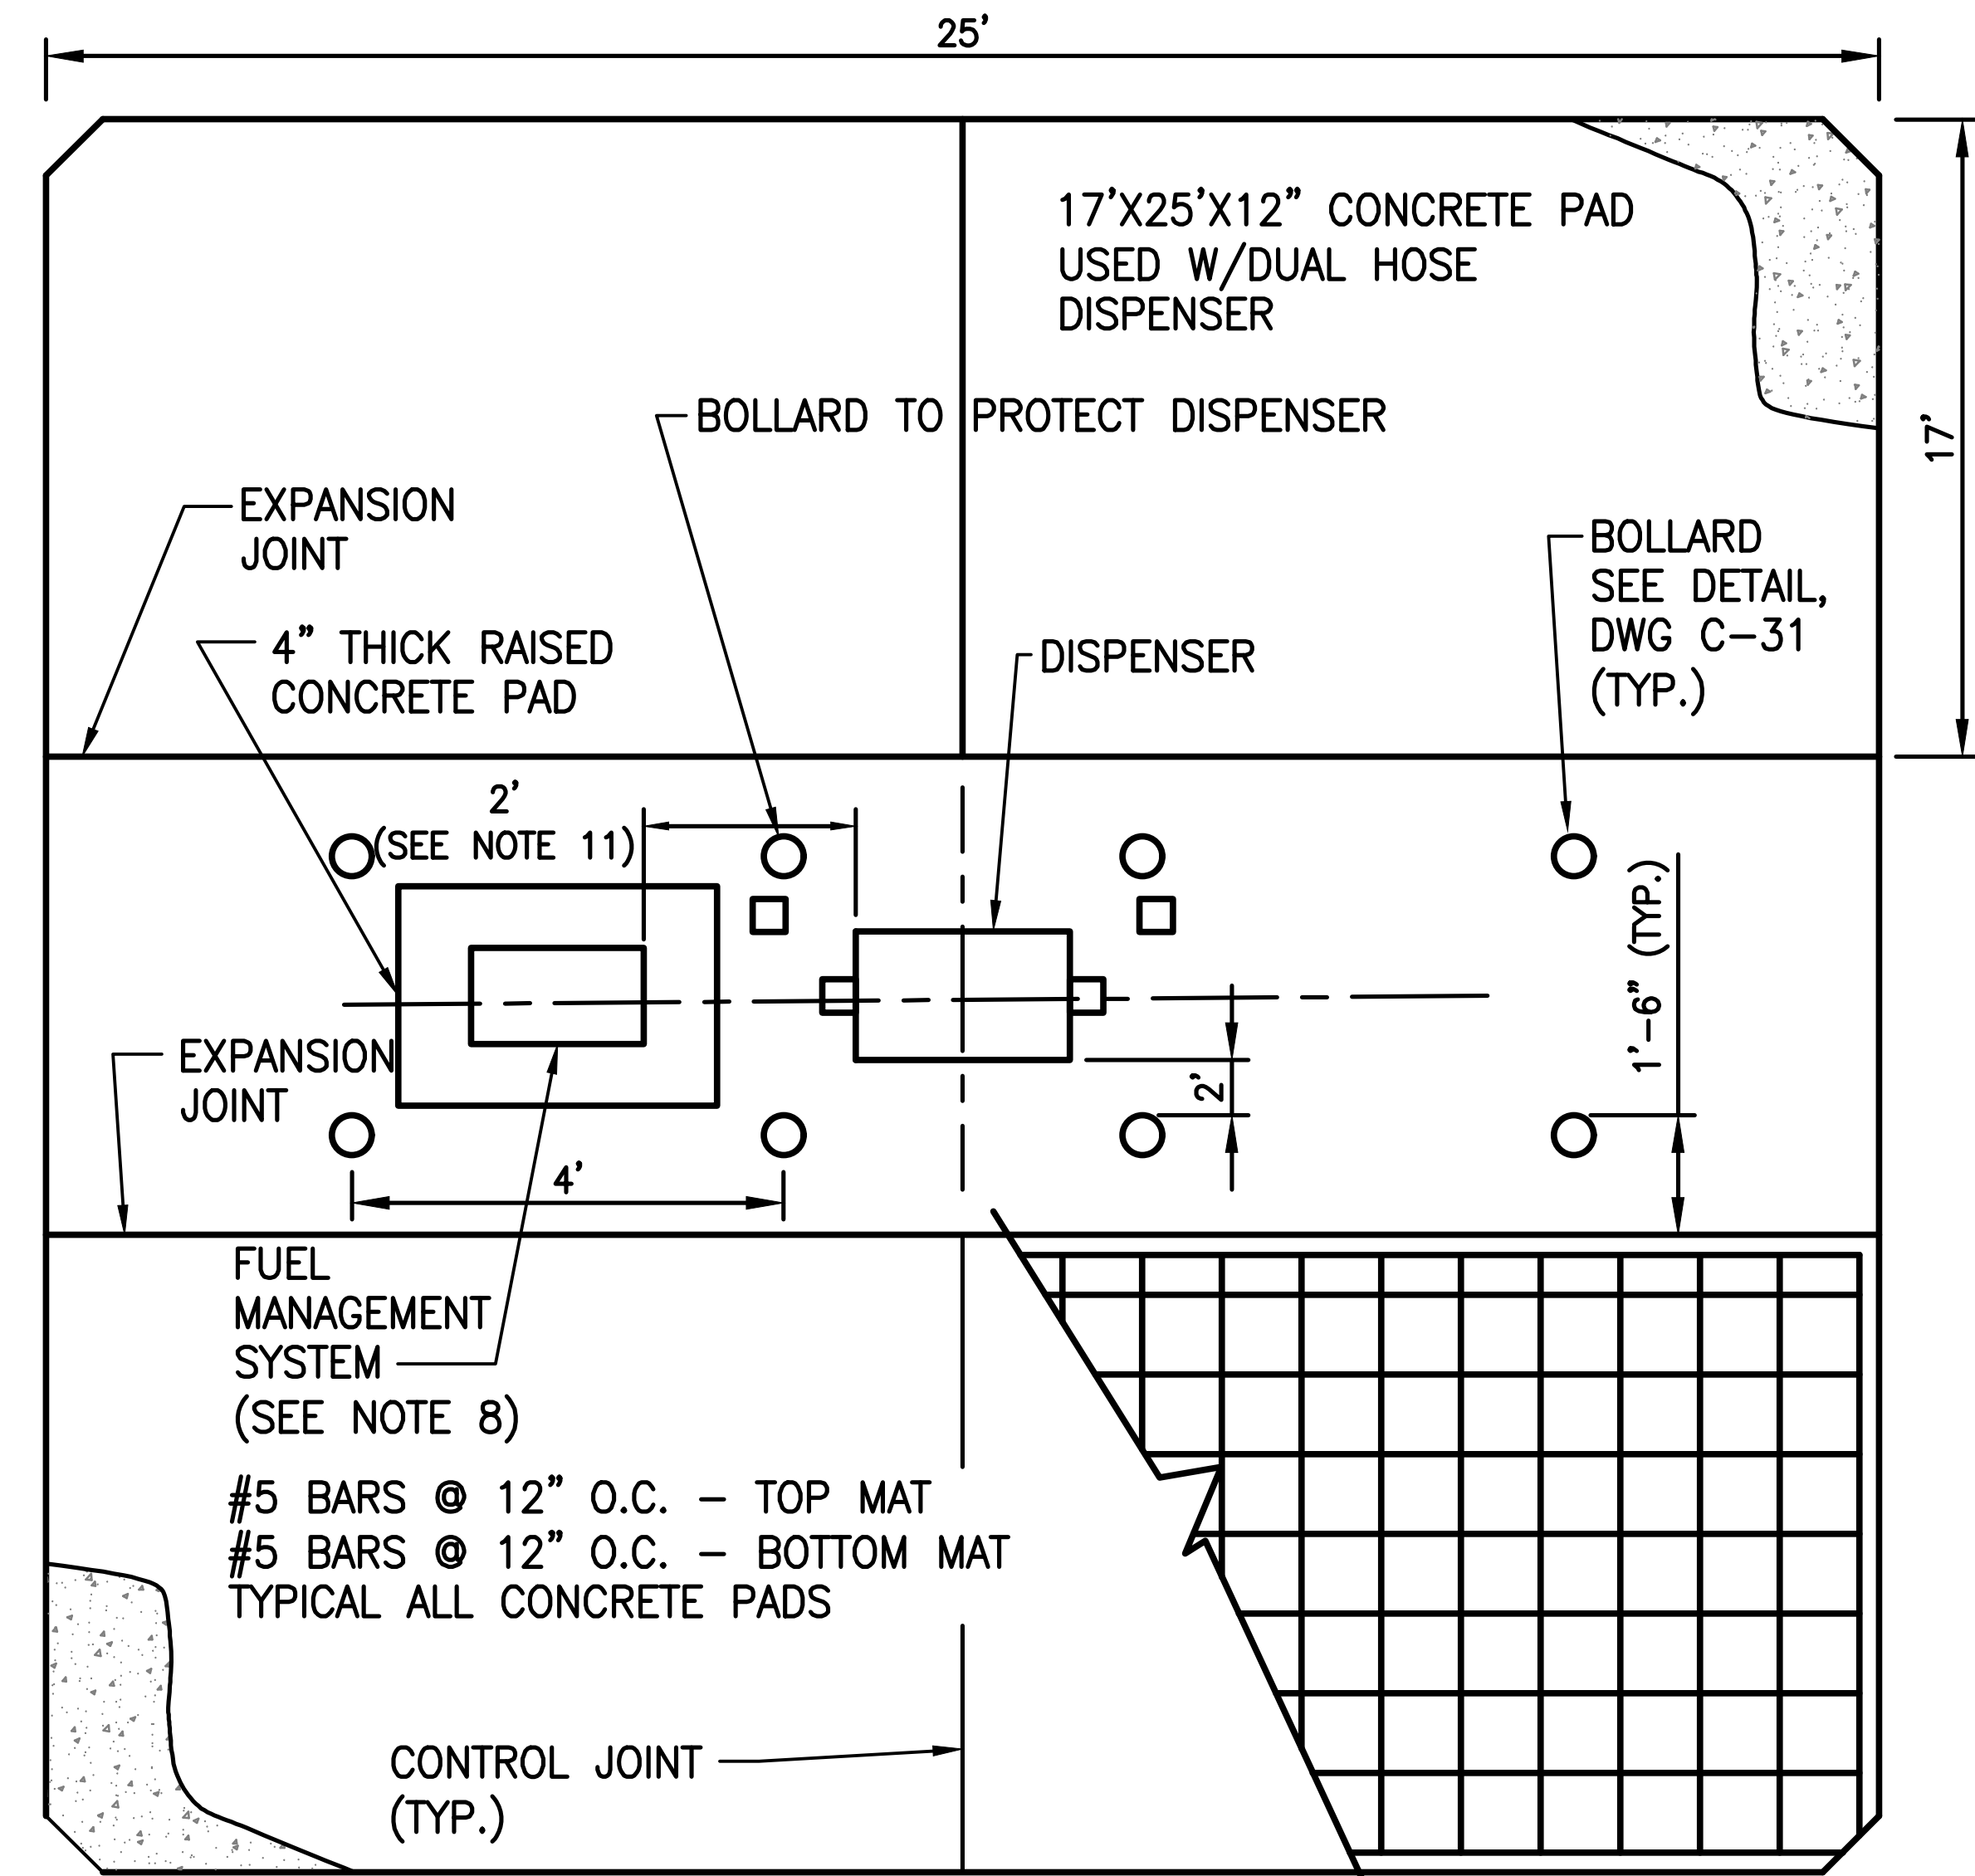 25'
17'X25'X12" CONCRETE PAD
USED W/DUAL HOSE
DISPENSER
BOLLARD TO PROTECT DISPENSER
17'
EXPANSION
JOINT
BOLLARD
SEE DETAIL,
DWG C-31
(TYP.)
4" THICK RAISED
CONCRETE PAD
DISPENSER
2'
(SEE NOTE 11)
1'-6" (TYP.)
EXPANSION
JOINT
2'
4'
FUEL
MANAGEMENT
SYSTEM
(SEE NOTE 8)
#5 BARS @ 12" O.C. - TOP MAT
#5 BARS @ 12" O.C. - BOTTOM MAT
TYPICAL ALL CONCRETE PADS
CONTROL JOINT
(TYP.)